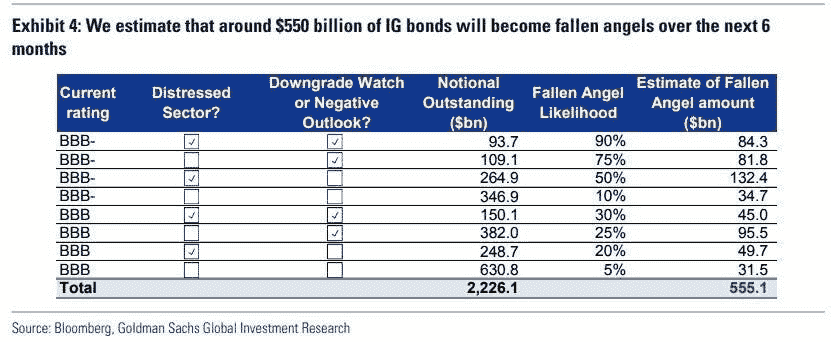 Exhibit 4: We estimate that around $550 billion of IG bonds will become fallen angels over the next 6
months
Current rating Distressed Sector? Downgrade Watch or Negative Outlook? Notional Outstanding ($bn) Fallen Angel Likelihood Estimate of Fallen Angel amount ($bn)
BBB- ✓ ✓ 93.7 90% 84.3
BBB- ☐ ✓ 109.1 75% 81.8
BBB- ✓ ☐ 264.9 50% 132.4
BBB- ☐ ☐ 346.9 10% 34.7
BBB ✓ ✓ 150.1 30% 45.0
BBB ☐ ✓ 382.0 25% 95.5
BBB ✓ ☐ 248.7 20% 49.7
BBB ☐ ☐ 630.8 5% 31.5
Total 2,226.1 555.1
Source: Bloomberg, Goldman Sachs Global Investment Research